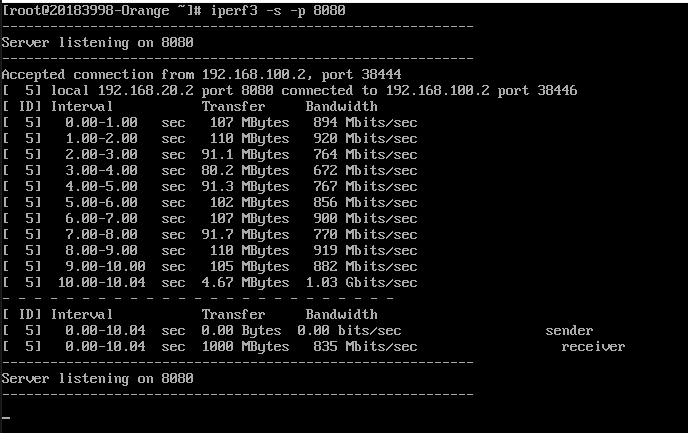 [root@20183998-Orange ~]# iperf3 -s -p 8080
-----------------------------------------------------------
Server listening on 8080
-----------------------------------------------------------
Accepted connection from 192.168.100.2, port 38444
[  5] local 192.168.20.2 port 8080 connected to 192.168.100.2 port 38446
[ ID] Interval           Transfer     Bandwidth
[  5]   0.00-1.00   sec   107 MBytes   894 Mbits/sec
[  5]   1.00-2.00   sec   110 MBytes   920 Mbits/sec
[  5]   2.00-3.00   sec  91.1 MBytes   764 Mbits/sec
[  5]   3.00-4.00   sec  80.2 MBytes   672 Mbits/sec
[  5]   4.00-5.00   sec  91.3 MBytes   767 Mbits/sec
[  5]   5.00-6.00   sec   102 MBytes   856 Mbits/sec
[  5]   6.00-7.00   sec   107 MBytes   900 Mbits/sec
[  5]   7.00-8.00   sec  91.7 MBytes   770 Mbits/sec
[  5]   8.00-9.00   sec   110 MBytes   919 Mbits/sec
[  5]   9.00-10.00  sec   105 MBytes   882 Mbits/sec
[  5]  10.00-10.04  sec  4.67 MBytes  1.03 Gbits/sec
- - - - - - - - - - - - - - - - - - - - - - - - -
[ ID] Interval           Transfer     Bandwidth
[  5]   0.00-10.04  sec  0.00 Bytes  0.00 bits/sec                  sender
[  5]   0.00-10.04  sec  1000 MBytes   835 Mbits/sec                  receiver
-----------------------------------------------------------
Server listening on 8080
-----------------------------------------------------------
_